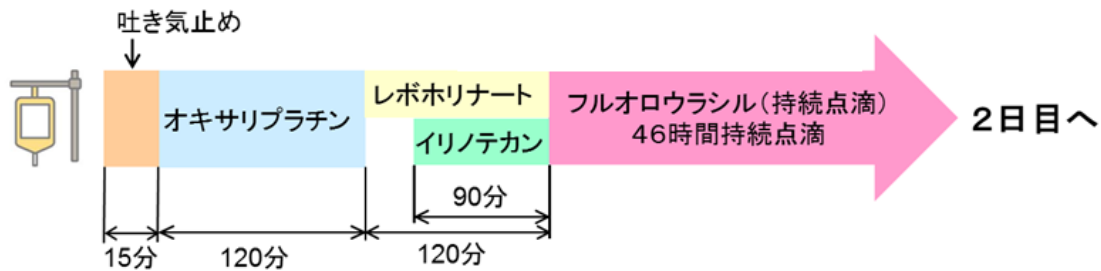 吐き気止め
オキサリプラチン
レボホリナート
イリノテカン
フルオロウラシル（持続点滴）
46時間持続点滴
2日目へ
90分
15分
120分
120分